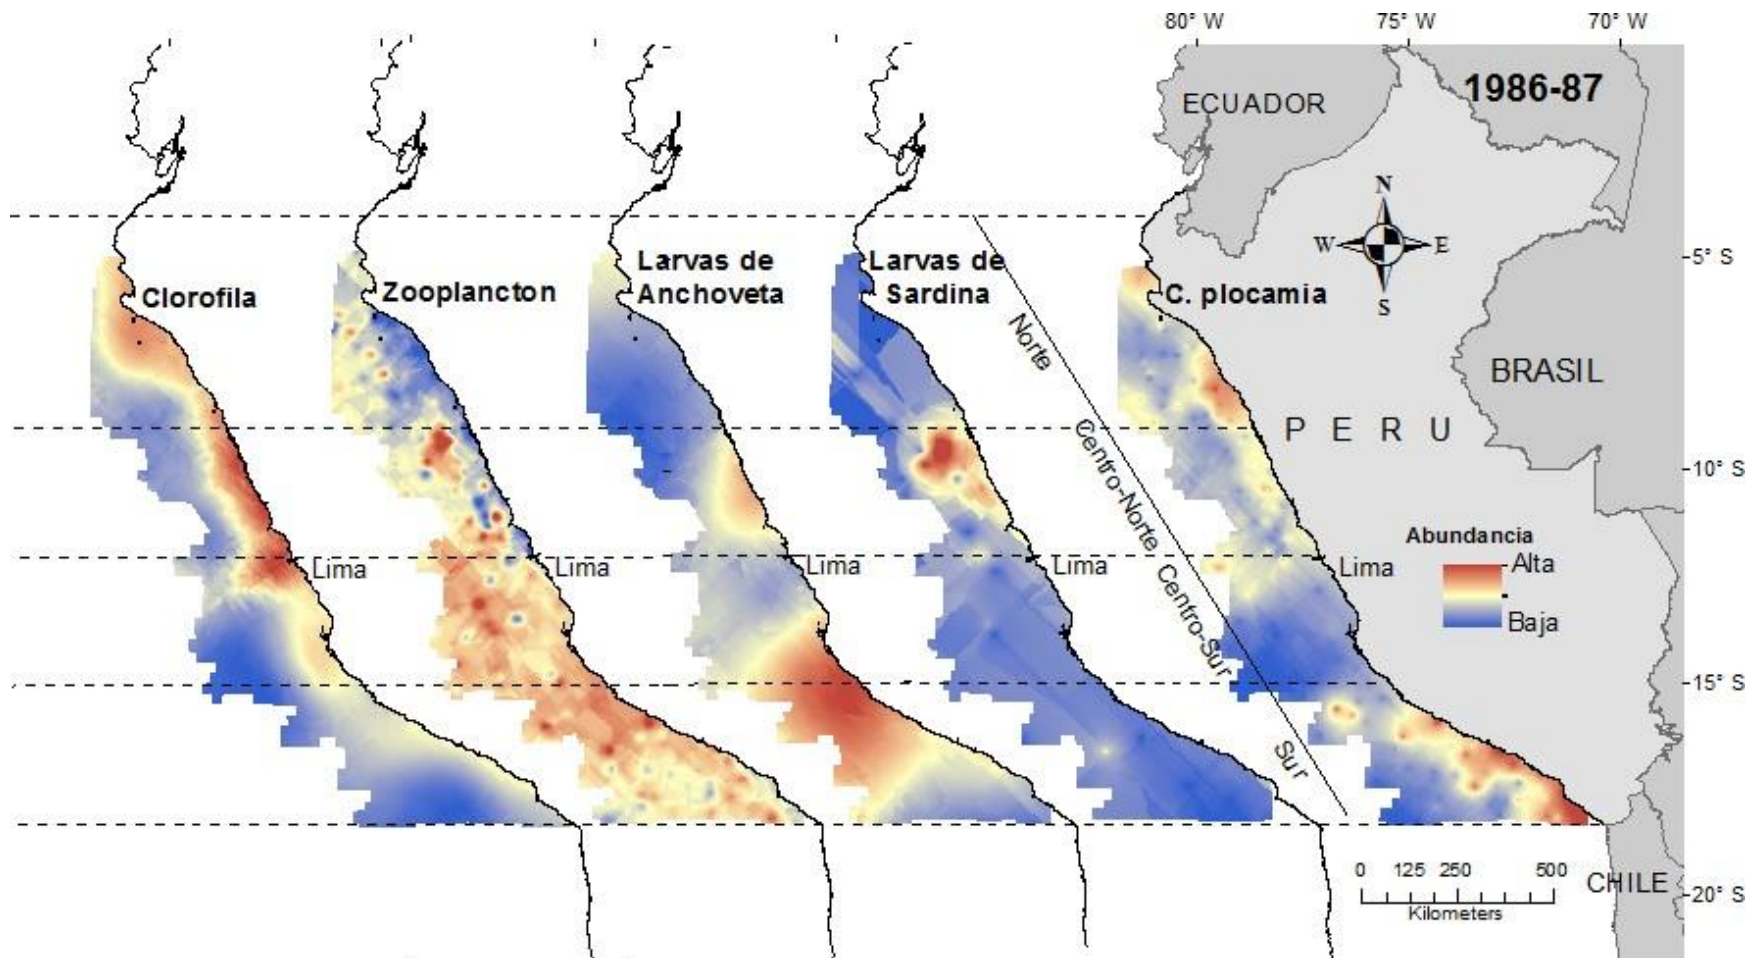 80° W 75° W 70° W
ECUADOR
1986-87
N
W E
S
5° S
Clorofila
Zooplancton
Larvas de
Anchoveta
Larvas de
Sardina
C. plocamia
Norte
BRASIL
PERU
Centro-Norte
10° S
Lima
Lima
Lima
Lima
Lima
Abundancia
Alta
Baja
Centro-Sur
15° S
Sur
0 125 250 500
Kilometers
CHILE
20° S